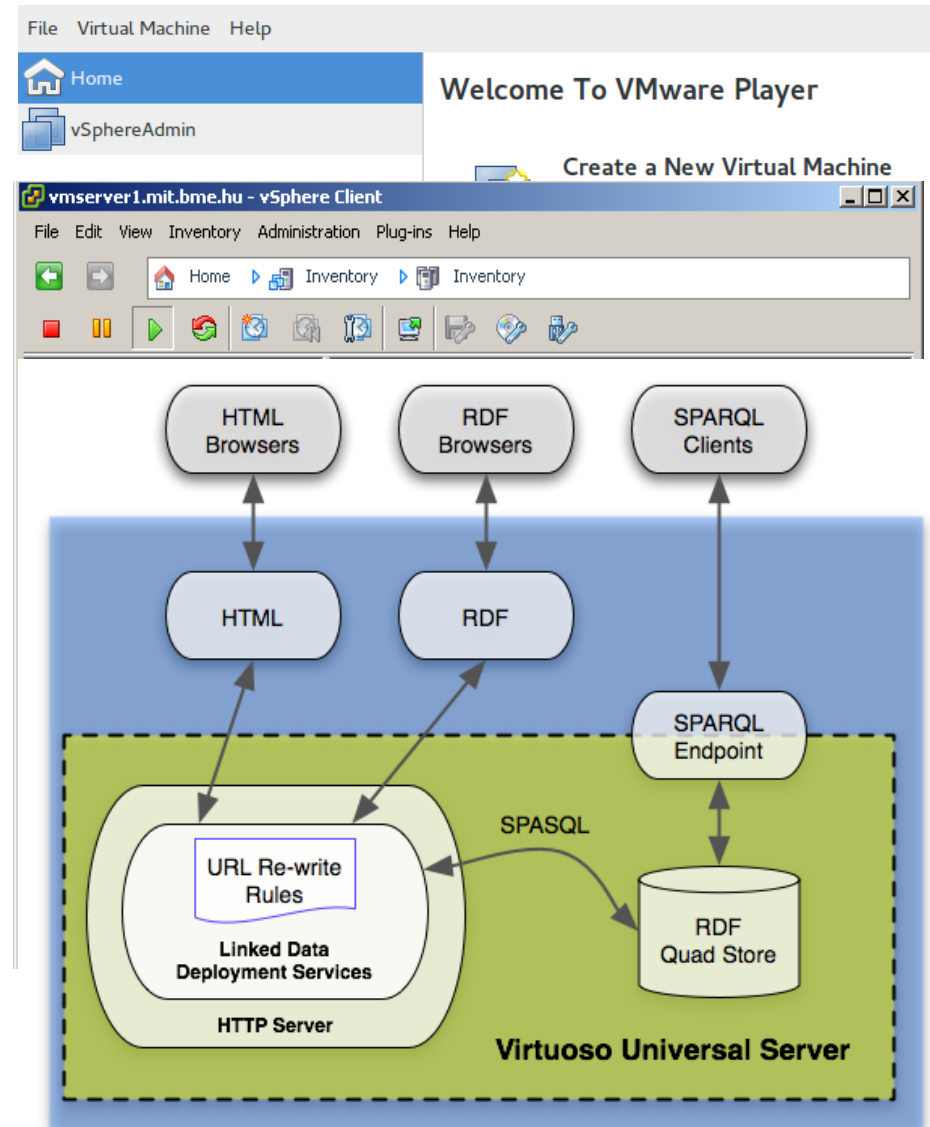 File Virtual Machine Help
Home
vSphereAdmin
Welcome To VMware Player
Create a New Virtual Machine
vmserver1.mit.bme.hu - vSphere Client
File Edit View Inventory Administration Plug-ins Help
Home Inventory Inventory
HTML
Browsers
RDF
Browsers
SPARQL
Clients
HTML
RDF
SPARQL
Endpoint
SPASQL
URL Re-write
Rules
Linked Data
Deployment Services
HTTP Server
RDF
Quad Store
Virtuoso Universal Server